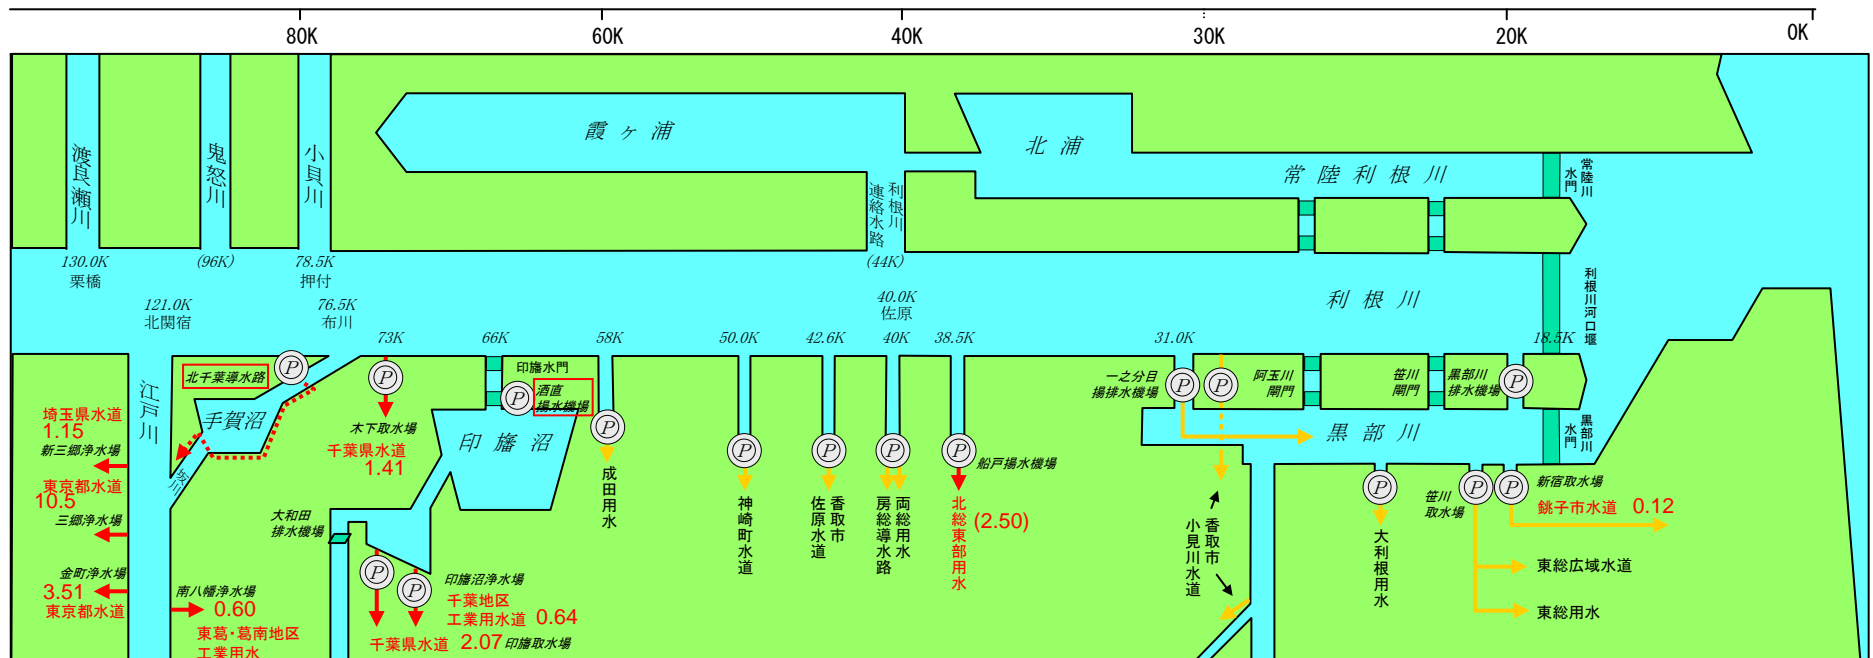 80K
60K
40K
30K
20K
0K
渡良瀬川
鬼怒川
小貝川
霞ヶ浦
北浦
常陸利根川
常陸川
水門
利根川
連絡水路
(44K)
130.0K
栗橋
(96K)
78.5K
押付
121.0K
北関宿
76.5K
布川
40.0K
佐原
利根川
利根川河口堰
73K
66K
58K
50.0K
42.6K
40K
38.5K
31.0K
18.5K
江戸川
北千葉導水路
P
手賀沼
坂川
P
木下取水場
千葉県水道
1.41
印旛水門
P
酒直
揚水機場
印旛沼
P
成田用水
P
神崎町水道
P
香取市
佐原水道
P
両総用水
房総導水路
P
船戸揚水機場
北総東部用水
(2.50)
一之分目
揚排水機場
P
P
阿玉川
閘門
笹川
閘門
黒部川
排水機場
P
黒部川
黒部川
水門
香取市
小見川水道
P
大利根用水
笹川
取水場
P
P
新宿取水場
銚子市水道 0.12
東総広域水道
東総用水
埼玉県水道
1.15
新三郷浄水場
東京都水道
10.5
三郷浄水場
金町浄水場
3.51
東京都水道
南八幡浄水場
0.60
東葛・葛南地区
工業用水
大和田
排水機場
P
P
印旛沼浄水場
千葉地区
工業用水道 0.64
千葉県水道 2.07 印旛取水場